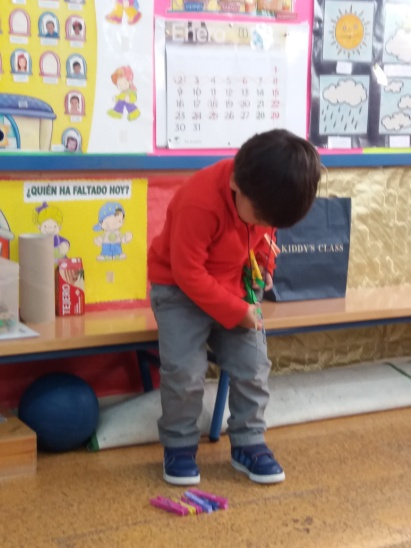 Enero
2 3 4 5 6 7 8
9 10 11 12 13 14 15
16 17 18 19 20 21 22
23 24 25 26 27 28 29
30 31
¿QUIÉN HA FALTADO HOY?
KIDDY'S CLASS